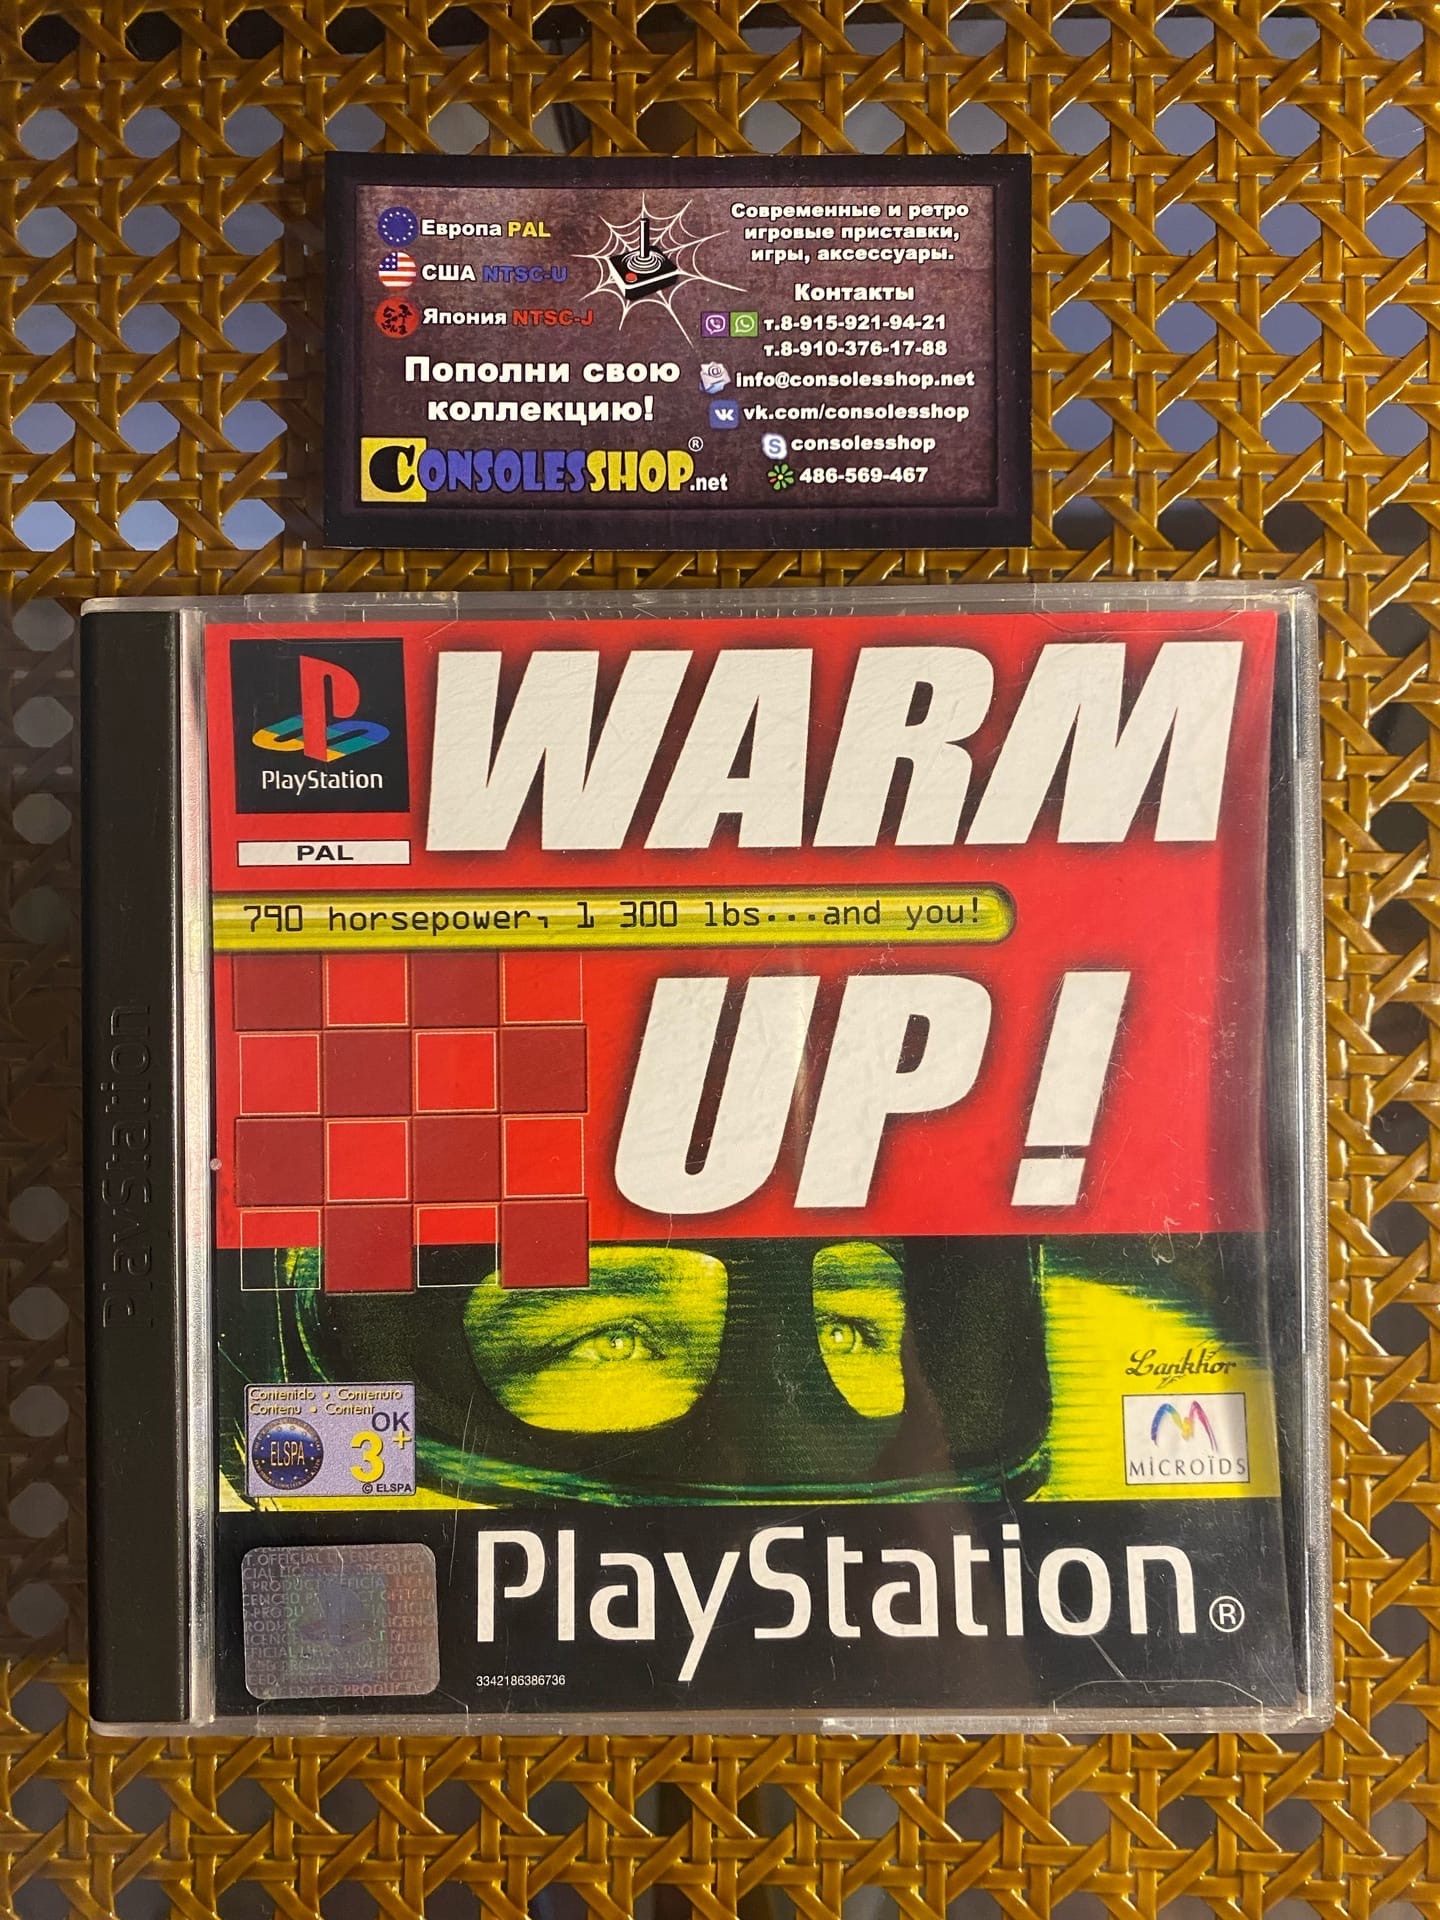 Европа PAL
США NTSC-U
Япония NTSC-J
Пополни свою
коллекцию!
CONSOLESSHOP.net
®
Современные и ретро
игровые приставки,
игры, аксессуары.
Контакты
т.8-915-921-94-21
т.8-910-376-17-88
info@consolesshop.net
vk.com/consolesshop
consolesshop
486-569-467
PlayStation
PlayStation
PAL
WARM
790 horsepower, 1 300 lbs...and you!
UP!
Contenido • Contenuto
Contenu • Content
OK
ELSPA
3+
© ELSPA
Lankhor
MiCROÏDS
PlayStation®
3342186386736